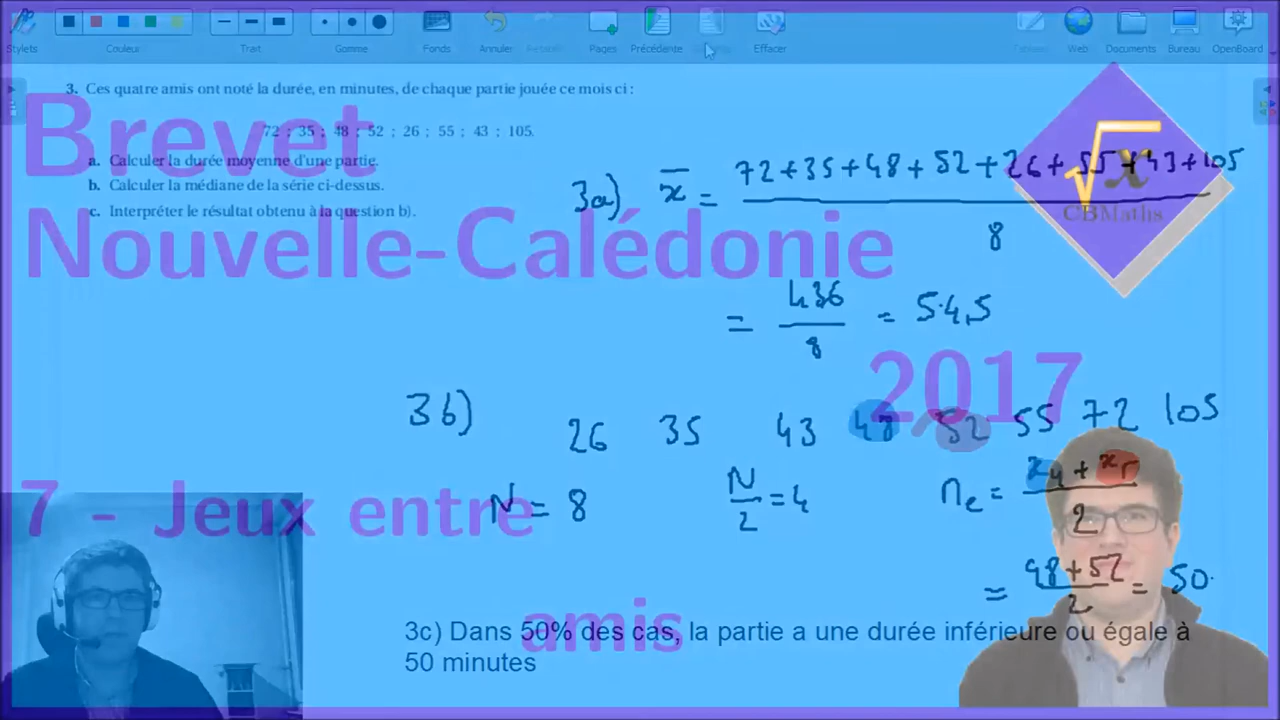 Stylets
Couleur
Trait
Gomme
Fonds
Annuler
Pages
Précédente
Effacer
Web
Documents
Bureau
OpenBoard
3. Ces quatre amis ont noté la durée, en minutes, de chaque partie jouée ce mois ci :
72 ; 35 ; 48 ; 52 ; 26 ; 55 ; 43 ; 105.
a. Calculer la durée moyenne d'une partie.
b. Calculer la médiane de la série ci-dessus.
c. Interpréter le résultat obtenu à la question b).
Brevet
Nouvelle-Calédonie
2017
7 - Jeux entre
amis
√x
CBMaths
3a) x̄ = (72+35+48+52+26+55+43+105)/8
= 436/8 = 54,5
3b)
26 35 43 48 52 55 72 105
N = 8 N/2 = 4 Me = (x4 + x5)/2
= (48+52)/2 = 50.
3c) Dans 50% des cas, la partie a une durée inférieure ou égale à
50 minutes